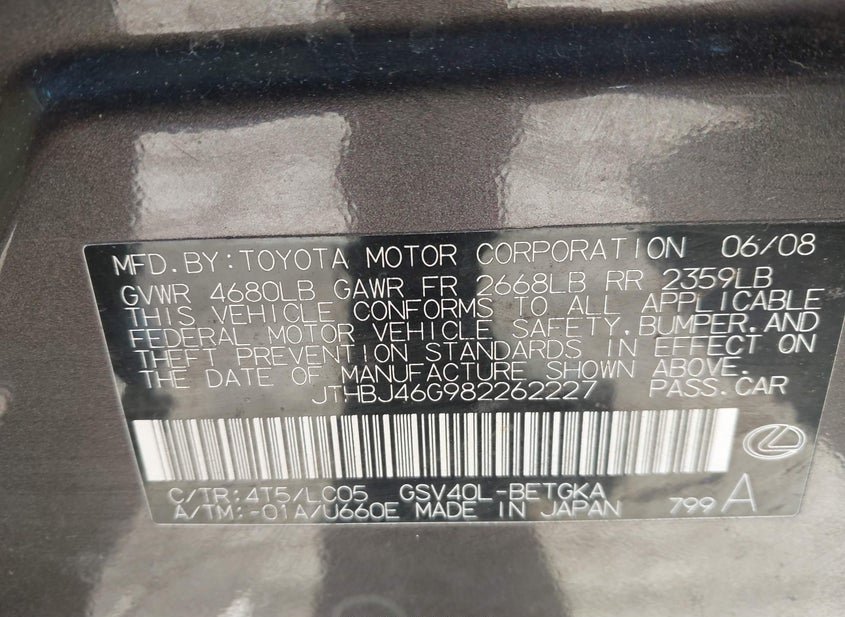 MFD.BY:TOYOTA MOTOR CORPORATION 06/08
GVWR 4680LB GAWR FR 2668LB RR 2359LB
THIS VEHICLE CONFORMS TO ALL APPLICABLE
FEDERAL MOTOR VEHICLE SAFETY,BUMPER,AND
THEFT PREVENTION STANDARDS IN EFFECT ON
THE DATE OF MANUFACTURE SHOWN ABOVE.
JTHBJ46G982262227 PASS.CAR
C/TR:4T5/LC05 GSV40L-BETGKA
A/TM:-01A/U660E MADE IN JAPAN 799A